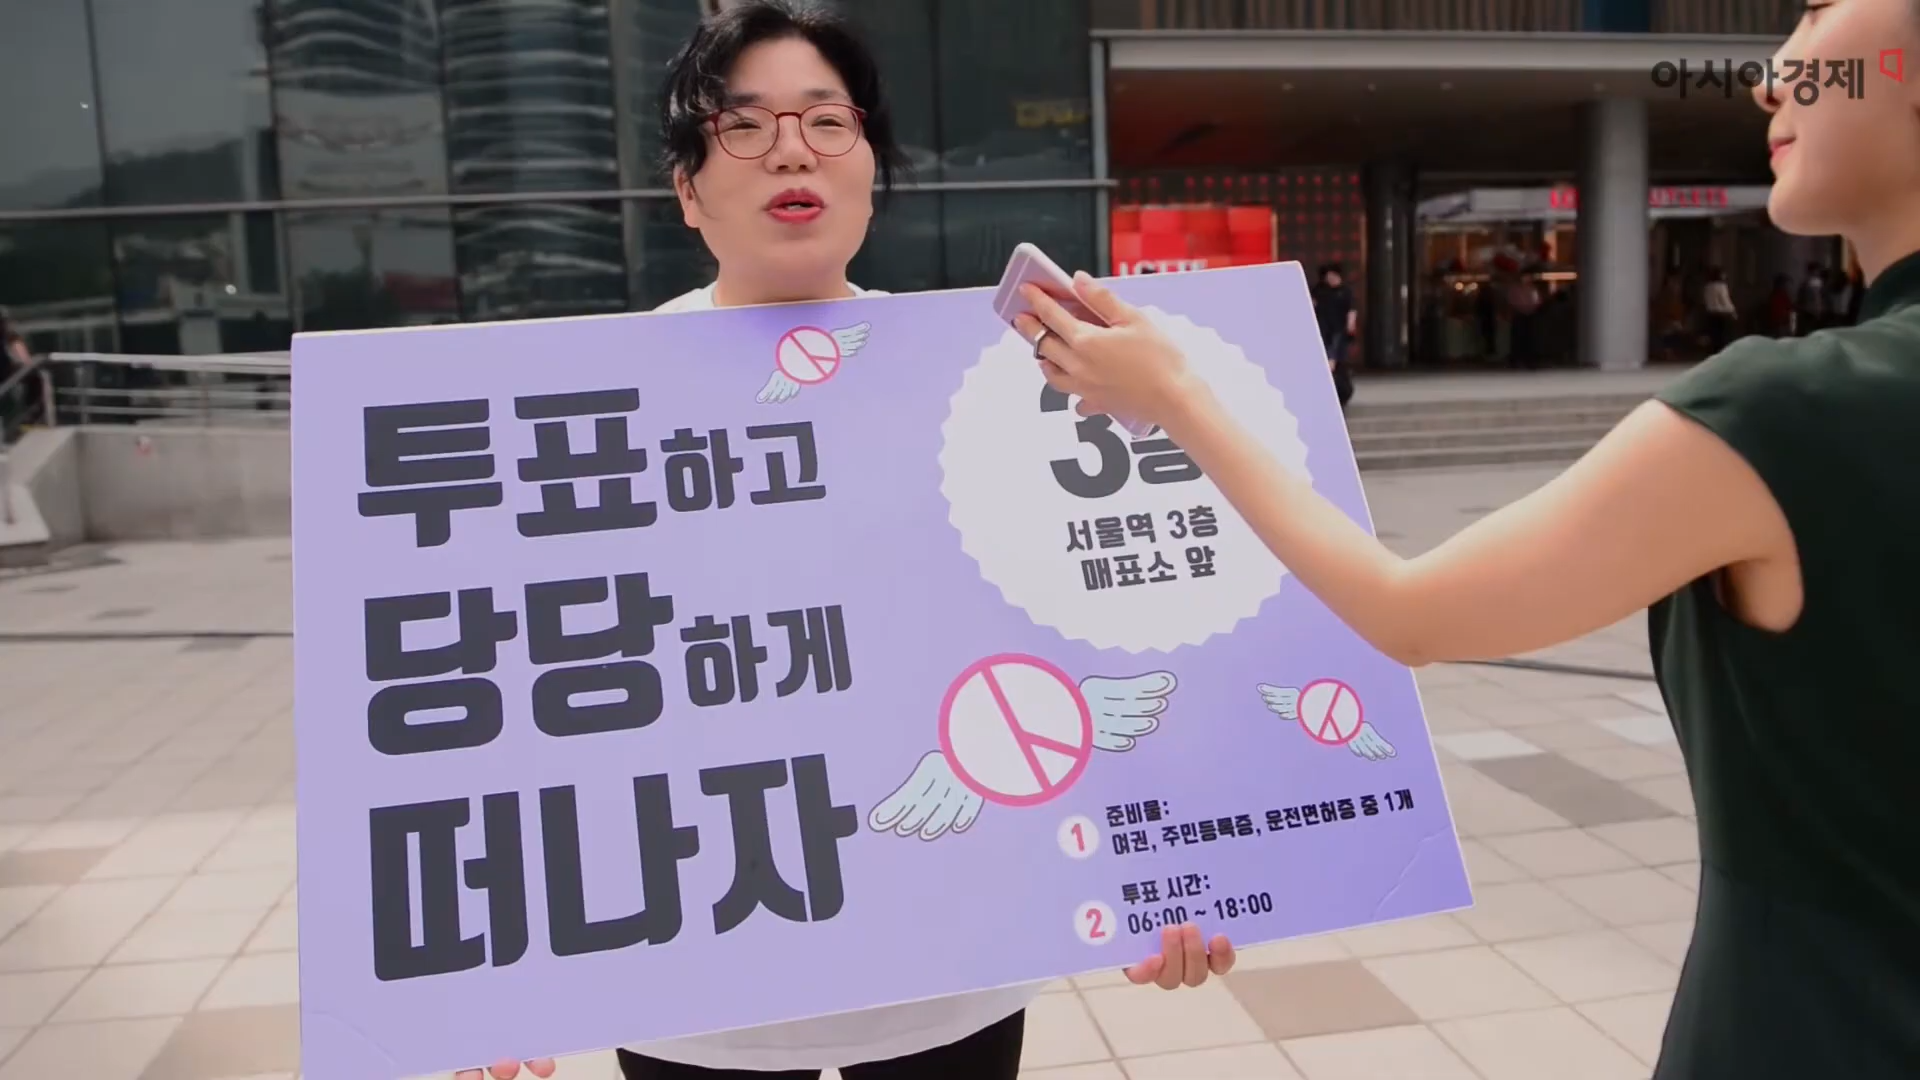 아시아경제
투표하고
당당하게
떠나자
3층
서울역 3층
매표소 앞
1 준비물:
여권, 주민등록증, 운전면허증 중 1개
2 투표 시간:
06:00 ~ 18:00